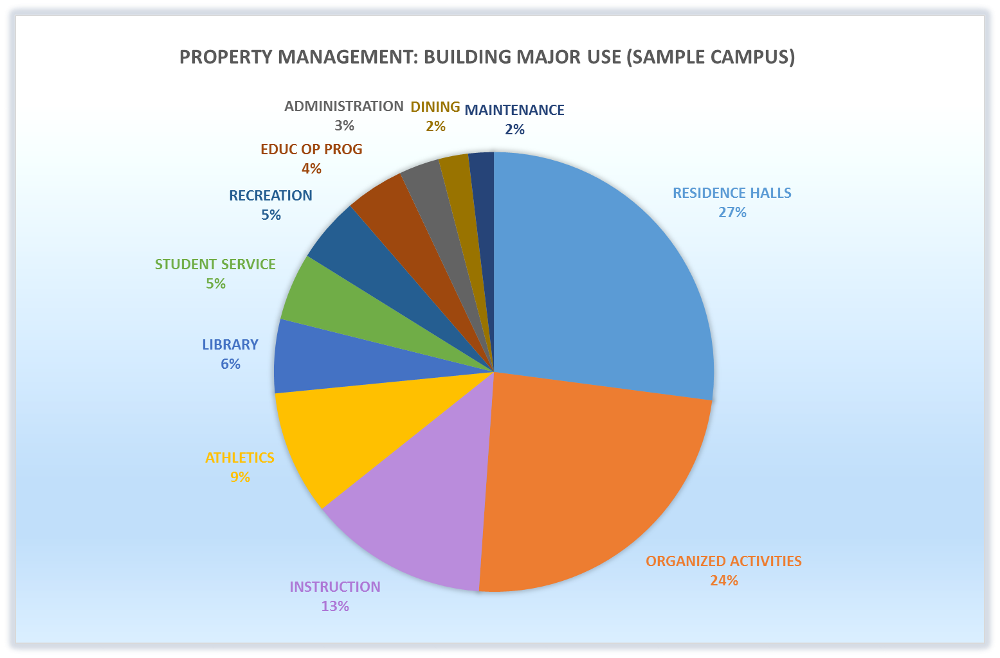 PROPERTY MANAGEMENT: BUILDING MAJOR USE (SAMPLE CAMPUS)
ADMINISTRATION
3%
DINING
2%
MAINTENANCE
2%
EDUC OP PROG
4%
RECREATION
5%
RESIDENCE HALLS
27%
STUDENT SERVICE
5%
LIBRARY
6%
ATHLETICS
9%
ORGANIZED ACTIVITIES
24%
INSTRUCTION
13%